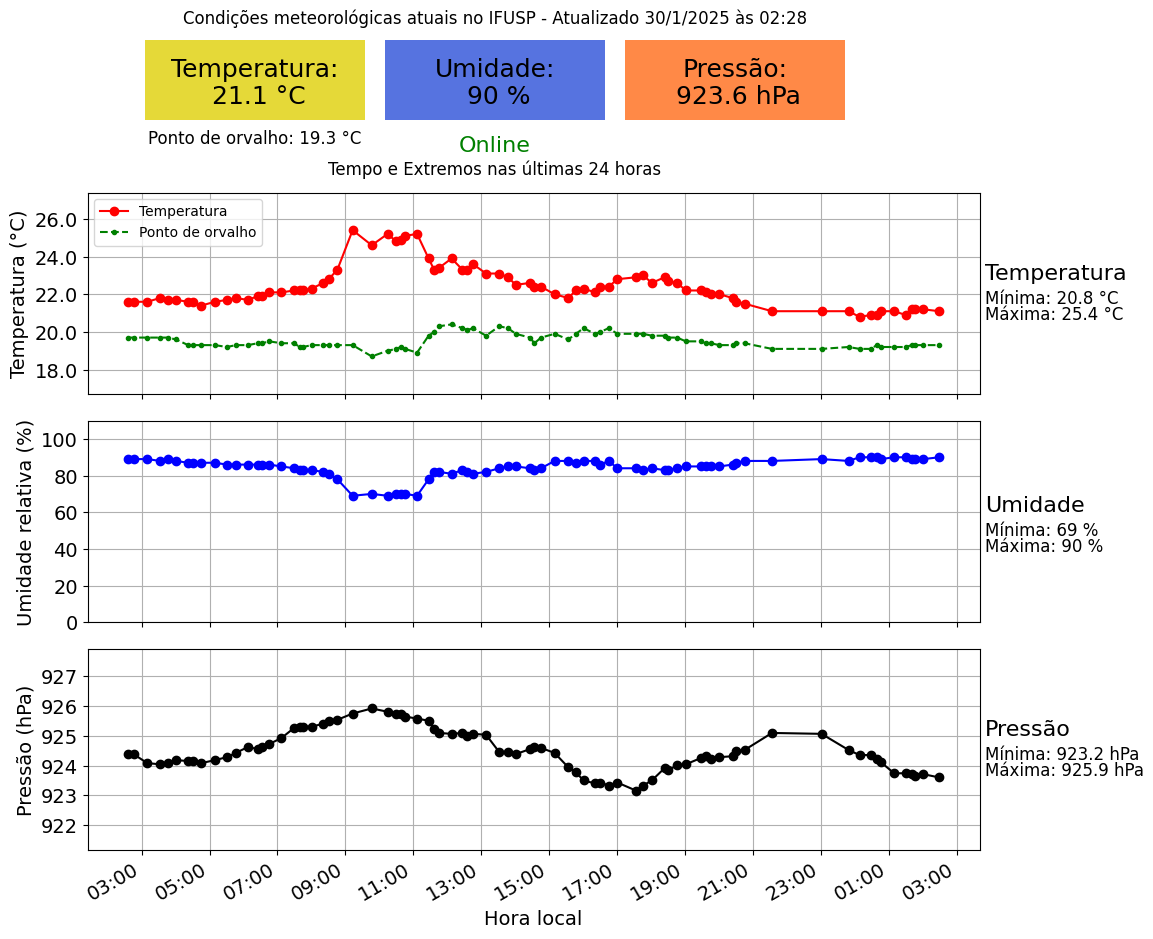 Condições meteorológicas atuais no IFUSP - Atualizado 30/1/2025 às 02:28
Temperatura:
21.1 °C
Umidade:
90 %
Pressão:
923.6 hPa
Ponto de orvalho: 19.3 °C
Online
Tempo e Extremos nas últimas 24 horas
Temperatura (°C)
26.0
24.0
22.0
20.0
18.0
Temperatura
Ponto de orvalho
Temperatura
Mínima: 20.8 °C
Máxima: 25.4 °C
Umidade relativa (%)
100
80
60
40
20
0
Umidade
Mínima: 69 %
Máxima: 90 %
Pressão (hPa)
927
926
925
924
923
922
Pressão
Mínima: 923.2 hPa
Máxima: 925.9 hPa
03:00
05:00
07:00
09:00
11:00
13:00
15:00
17:00
19:00
21:00
23:00
01:00
03:00
Hora local